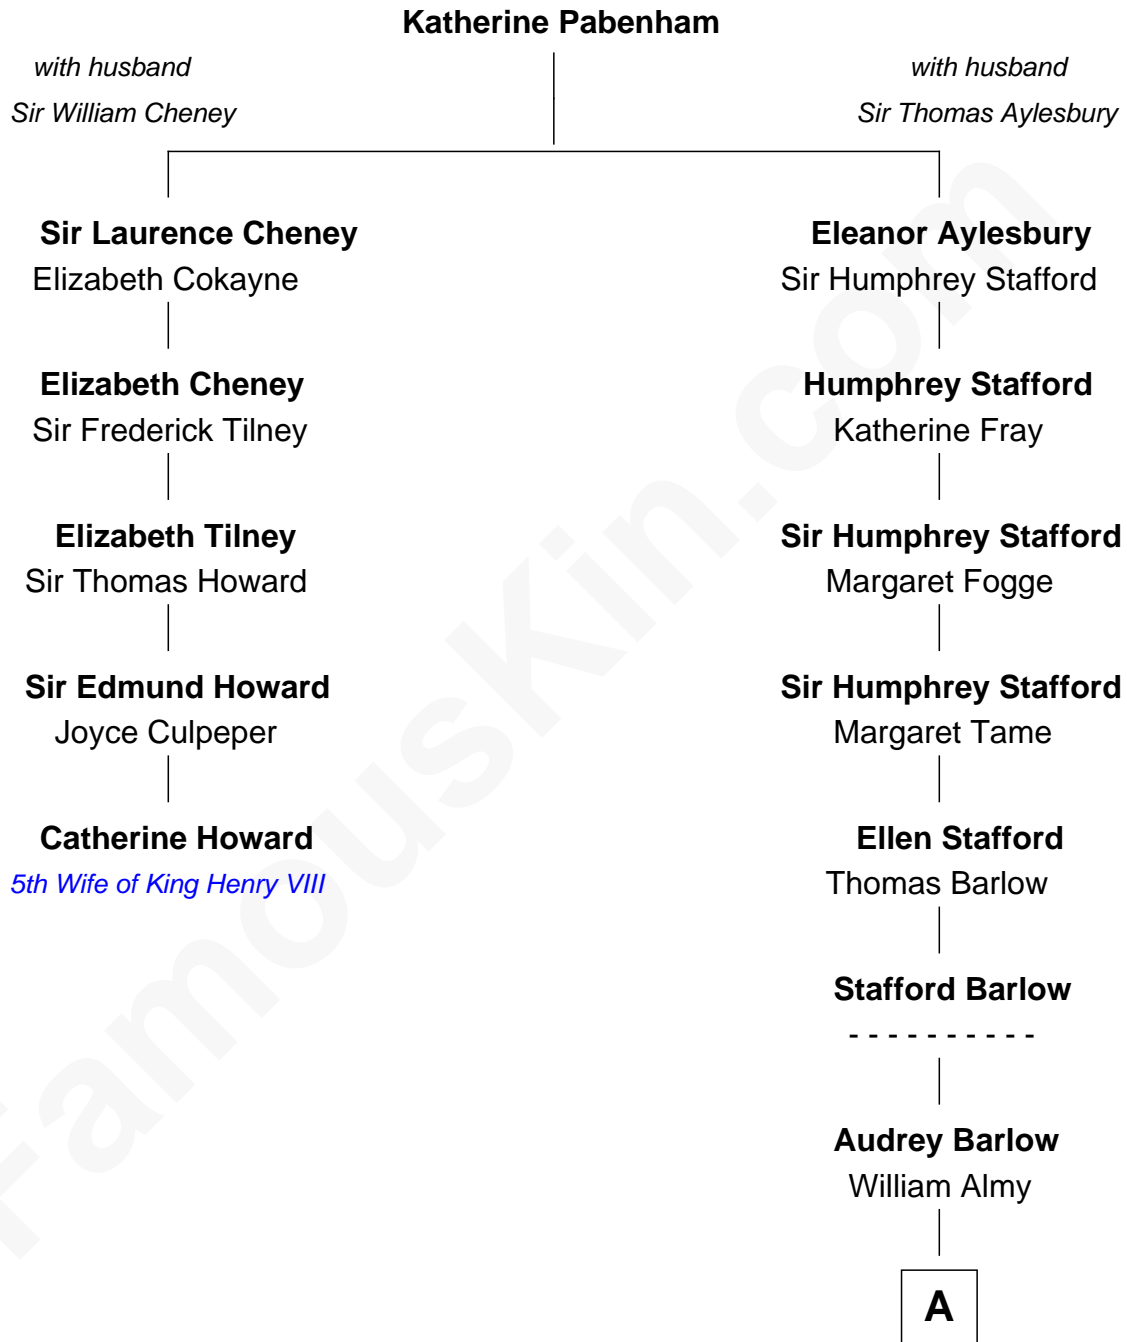 Katherine Pabenham
with husband
Sir William Cheney
with husband
Sir Thomas Aylesbury
Sir Laurence Cheney
Elizabeth Cokayne
Elizabeth Cheney
Sir Frederick Tilney
Elizabeth Tilney
Sir Thomas Howard
Sir Edmund Howard
Joyce Culpeper
Catherine Howard
5th Wife of King Henry VIII
Eleanor Aylesbury
Sir Humphrey Stafford
Humphrey Stafford
Katherine Fray
Sir Humphrey Stafford
Margaret Fogge
Sir Humphrey Stafford
Margaret Tame
Ellen Stafford
Thomas Barlow
Stafford Barlow
- - - - - - - - - -
Audrey Barlow
William Almy
A
FamousKin.com